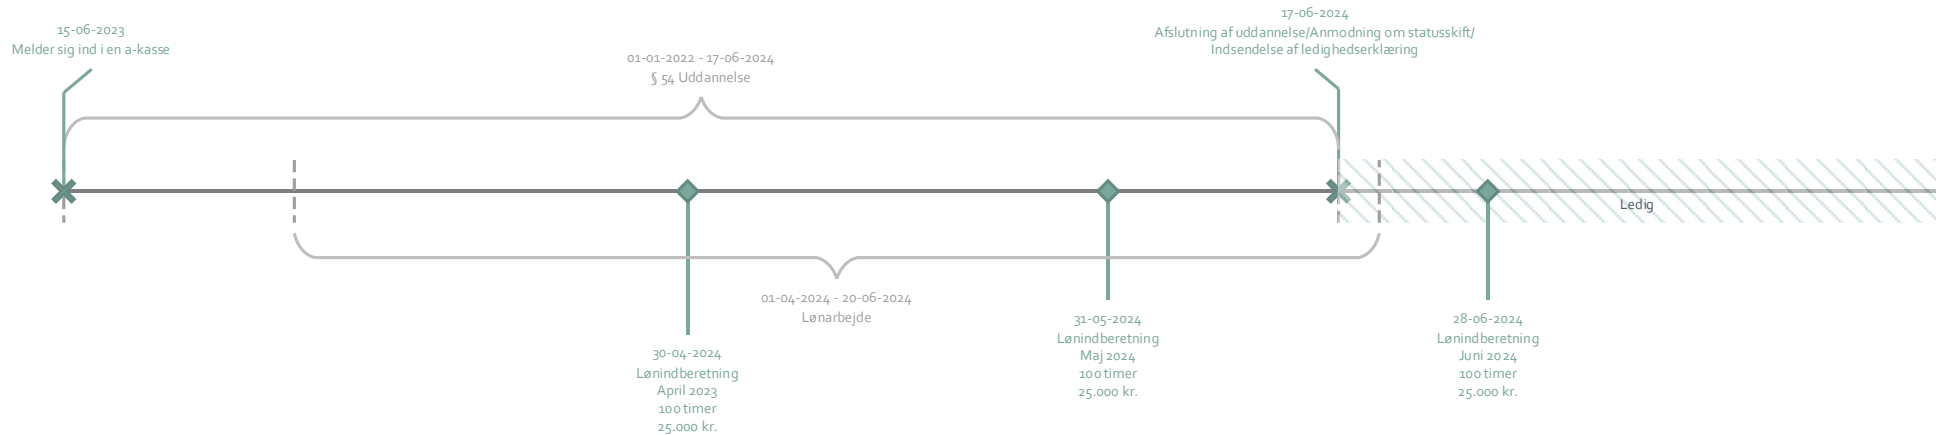 15-06-2023
Melder sig ind i en a-kasse
01-01-2022 - 17-06-2024
§ 54 Uddannelse
17-06-2024
Afslutning af uddannelse/Anmodning om statusskift/
Indsendelse af ledighedserklæring
Ledig
01-04-2024 - 20-06-2024
Lønarbejde
30-04-2024
Lønindberetning
April 2023
100 timer
25.000 kr.
31-05-2024
Lønindberetning
Maj 2024
100 timer
25.000 kr.
28-06-2024
Lønindberetning
Juni 2024
100 timer
25.000 kr.